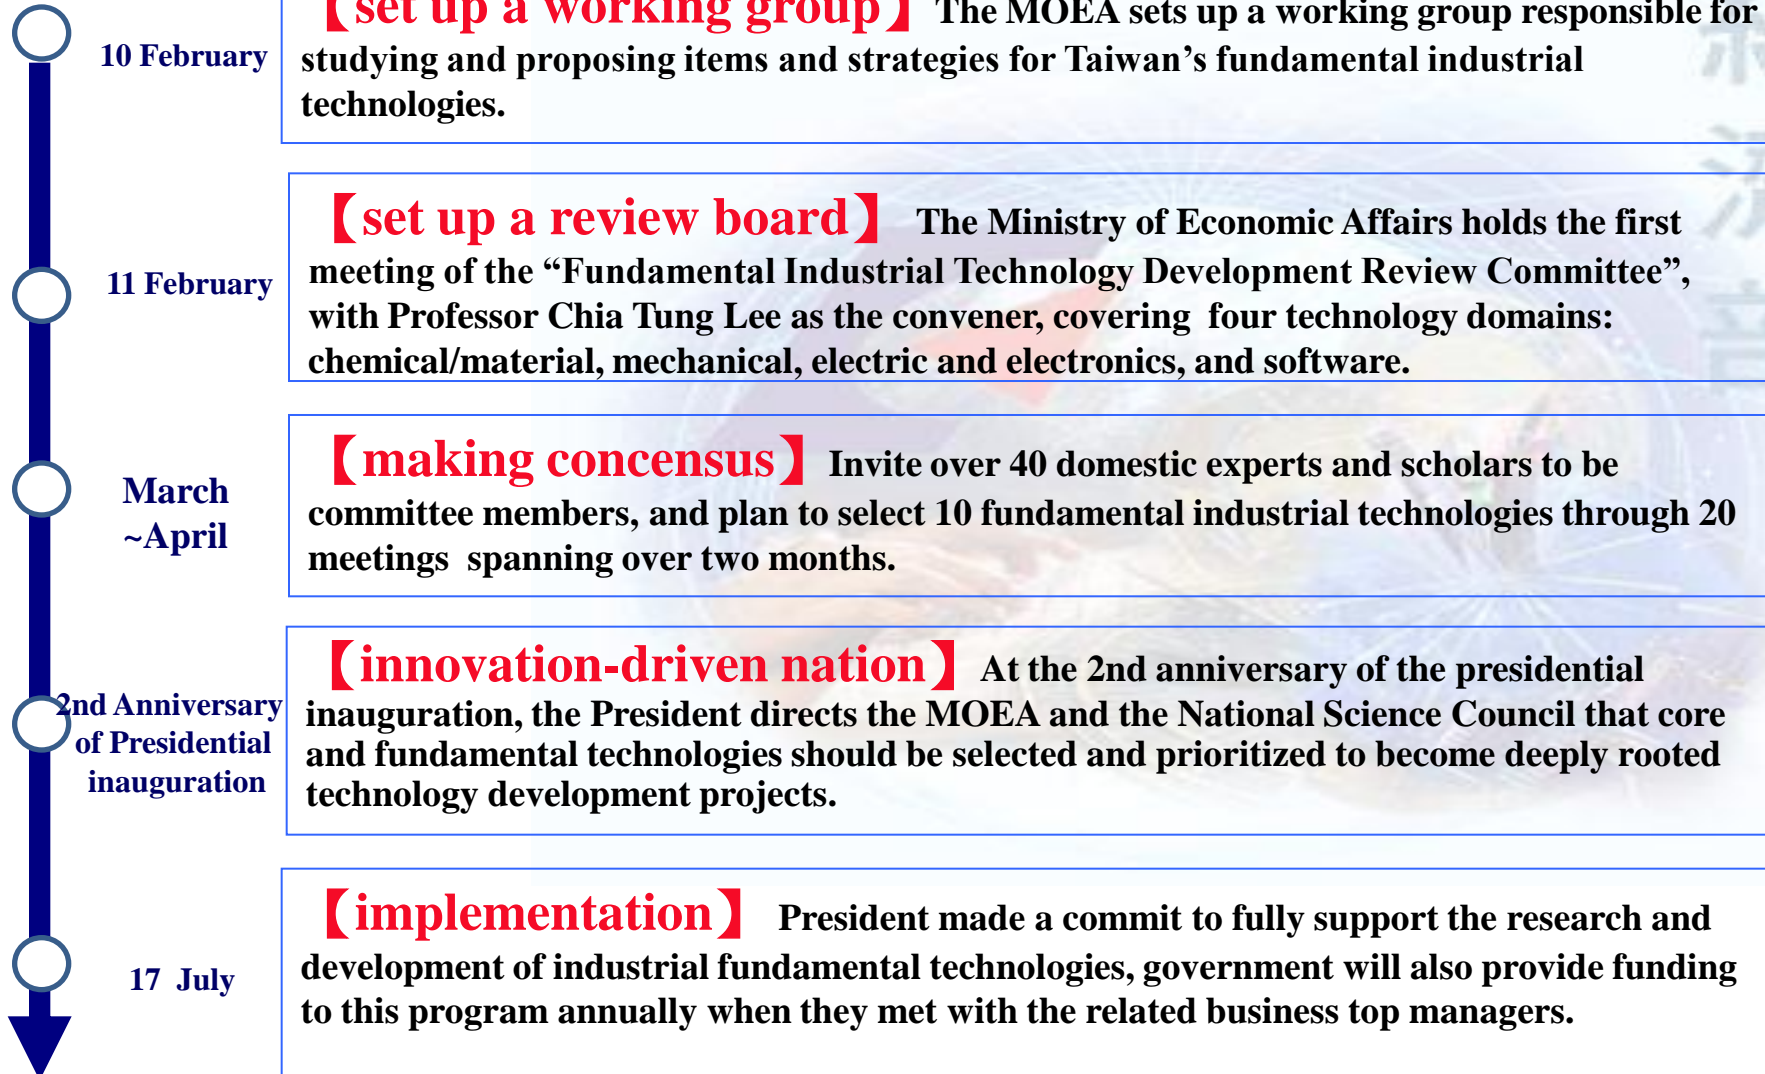 【set up a working group】 The MOEA sets up a working group responsible for
10 February
studying and proposing items and strategies for Taiwan’s fundamental industrial
technologies.
【set up a review board】 The Ministry of Economic Affairs holds the first
11 February
meeting of the “Fundamental Industrial Technology Development Review Committee”,
with Professor Chia Tung Lee as the convener, covering four technology domains:
chemical/material, mechanical, electric and electronics, and software.
【making concensus】 Invite over 40 domestic experts and scholars to be
March
~April
committee members, and plan to select 10 fundamental industrial technologies through 20
meetings spanning over two months.
【innovation-driven nation】 At the 2nd anniversary of the presidential
2nd Anniversary
of Presidential
inauguration
inauguration, the President directs the MOEA and the National Science Council that core
and fundamental technologies should be selected and prioritized to become deeply rooted
technology development projects.
【implementation】 President made a commit to fully support the research and
17 July
development of industrial fundamental technologies, government will also provide funding
to this program annually when they met with the related business top managers.